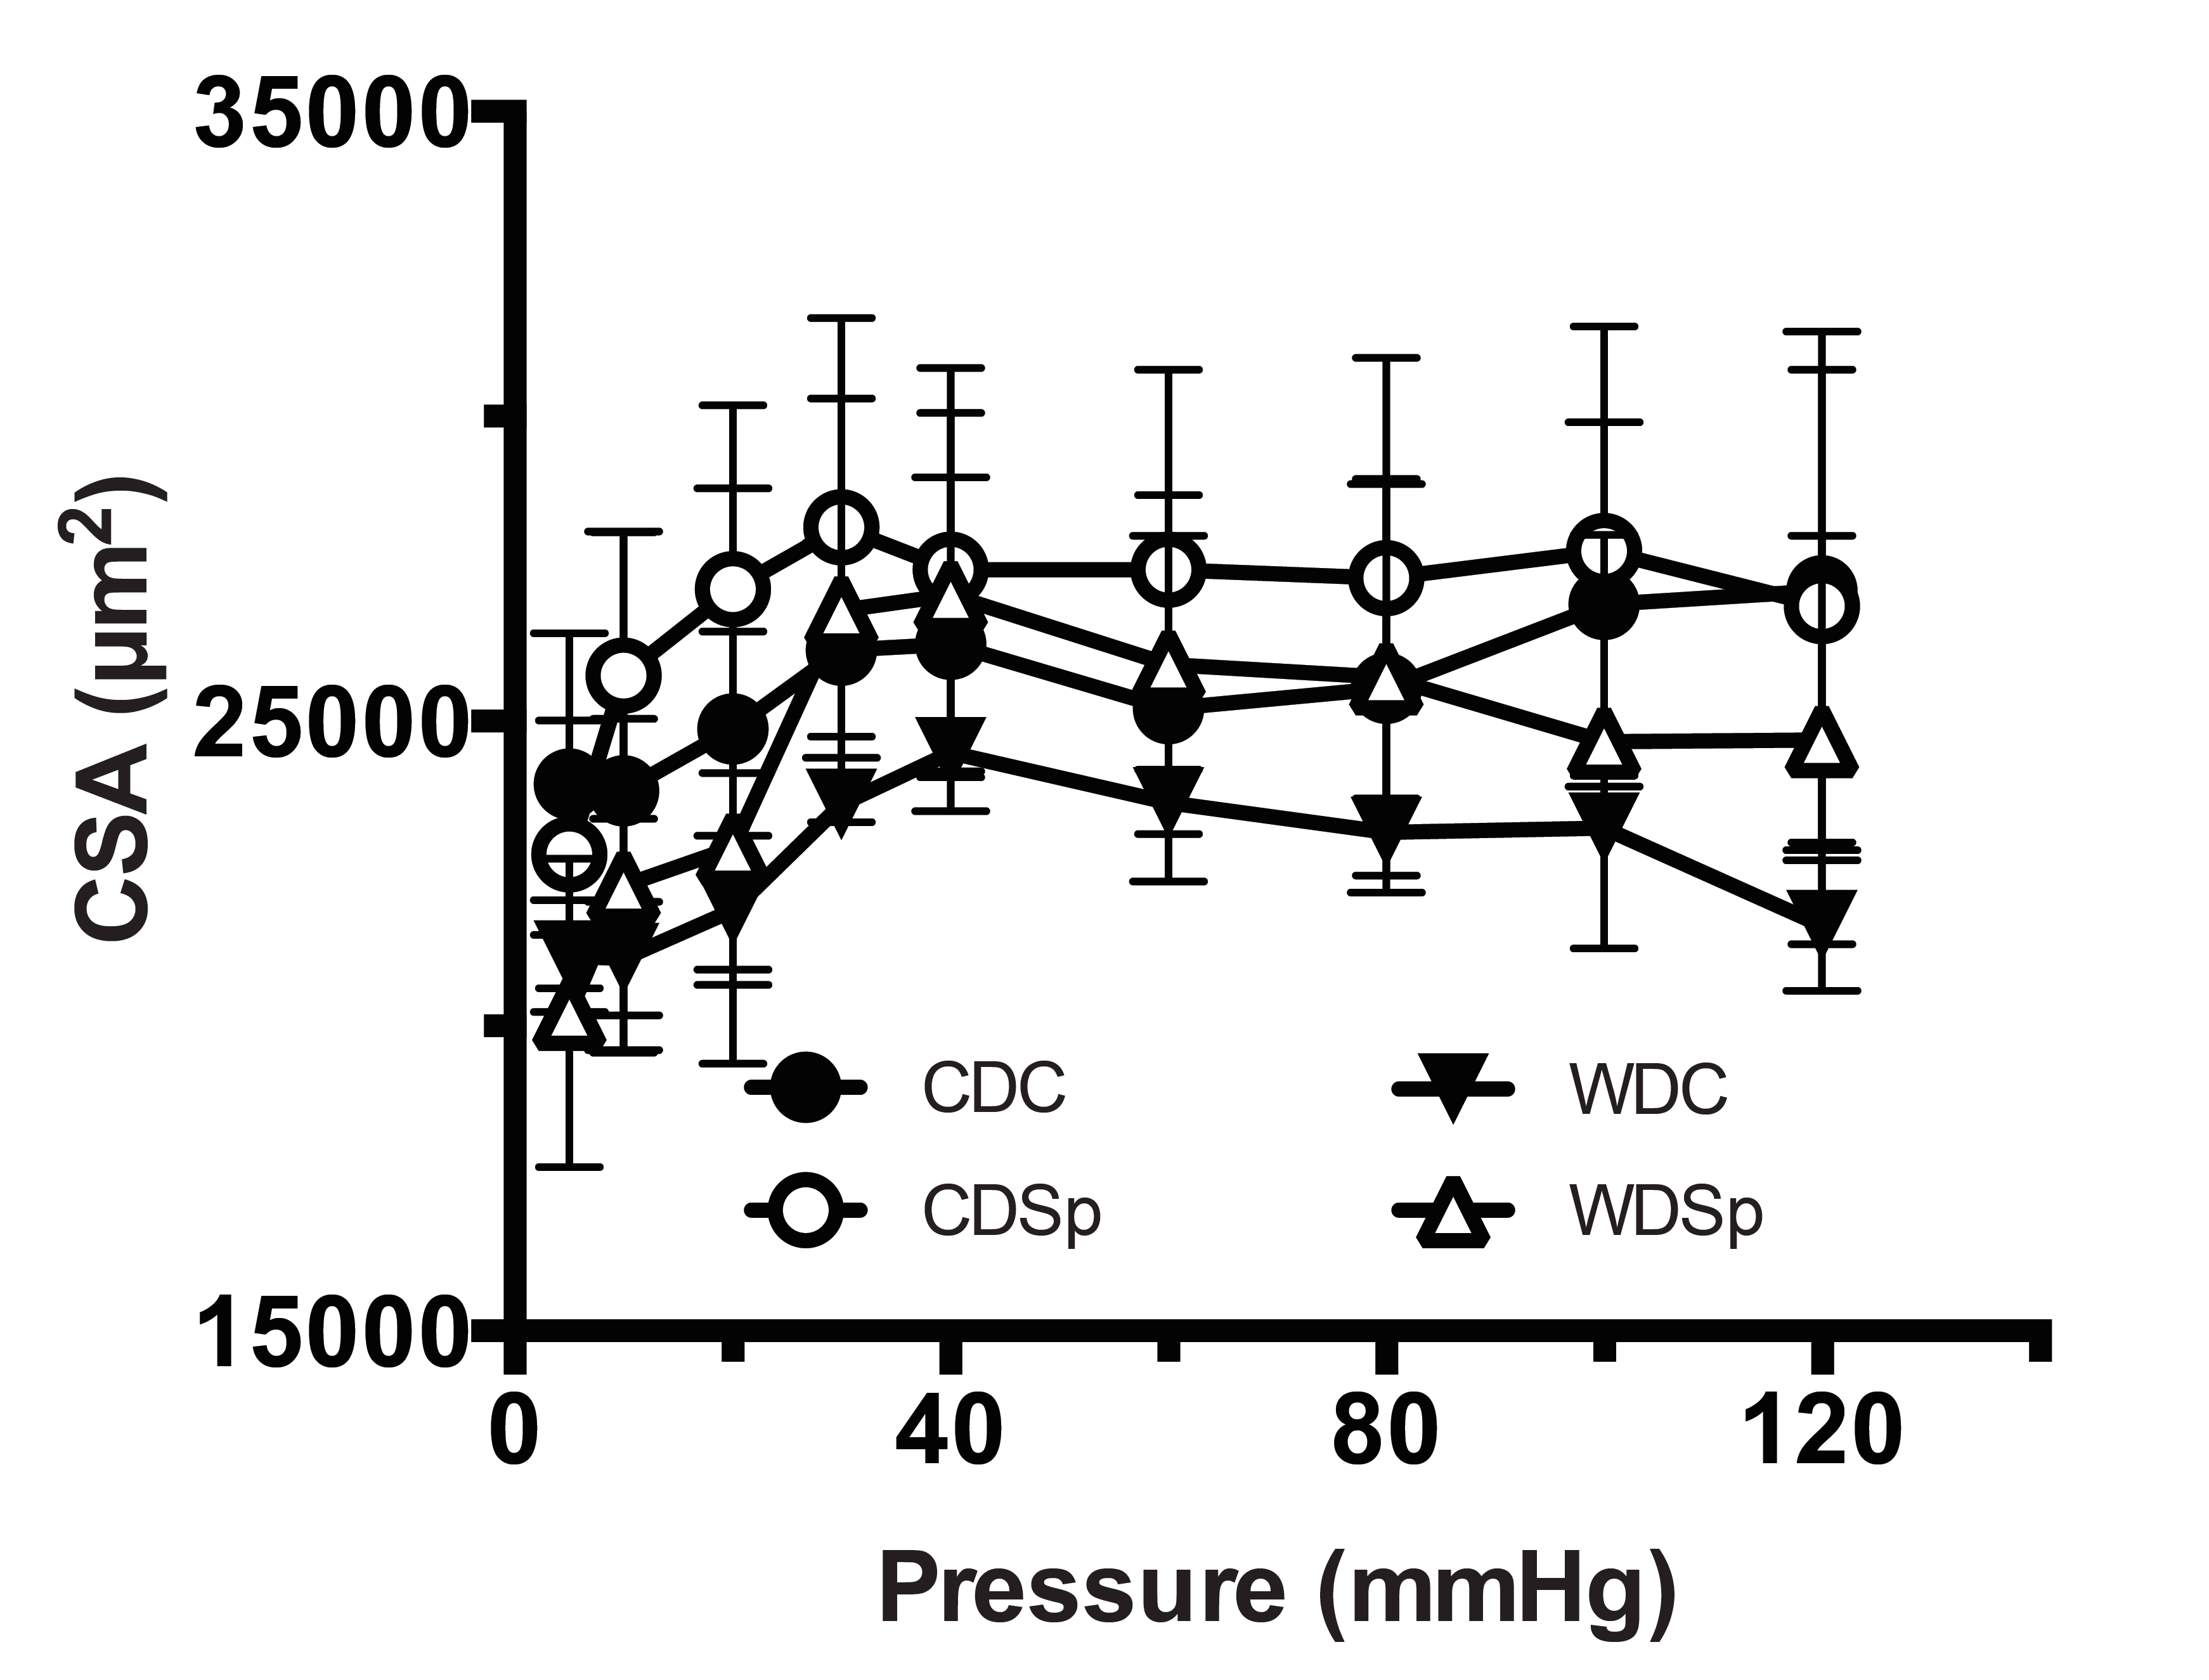 35000
25000
15000
CSA (µm²)
0 40 80 120
Pressure (mmHg)
CDC WDC
CDSp WDSp